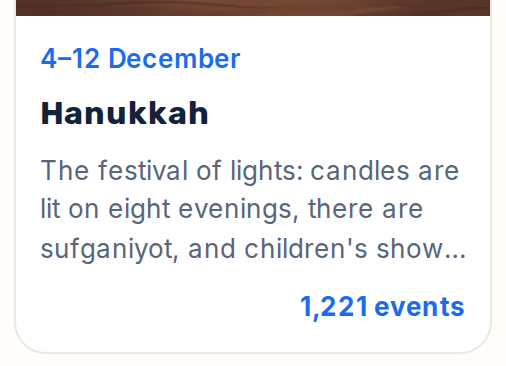 4–12 December
Hanukkah
The festival of lights: candles are
lit on eight evenings, there are
sufganiyot, and children's show...
1,221 events